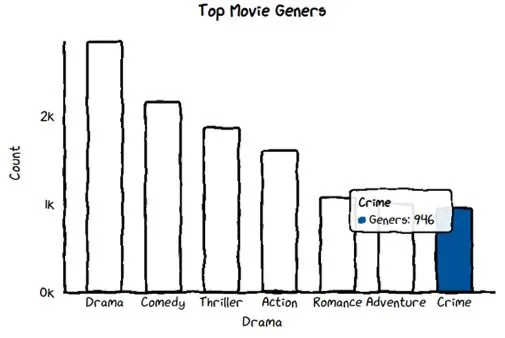 Top Movie Geners
Count
2k
1k
0k
Crime
Geners: 946
Drama Comedy Thriller Action Romance Adventure Crime
Drama